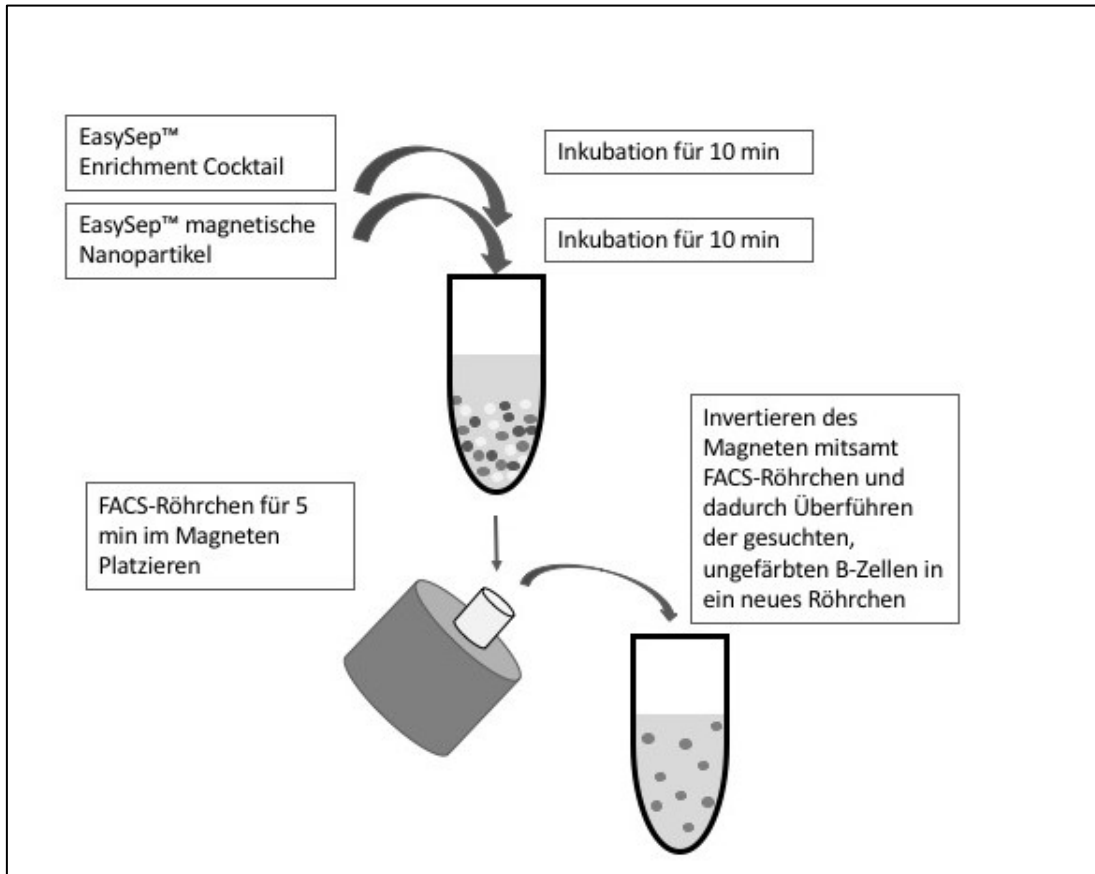 EasySep™
Enrichment Cocktail
Inkubation für 10 min
EasySep™ magnetische
Nanopartikel
Inkubation für 10 min
Invertieren des
Magneten mitsamt
FACS-Röhrchen und
dadurch Überführen
der gesuchten,
ungefärbten B-Zellen in
ein neues Röhrchen
FACS-Röhrchen für 5
min im Magneten
Platzieren